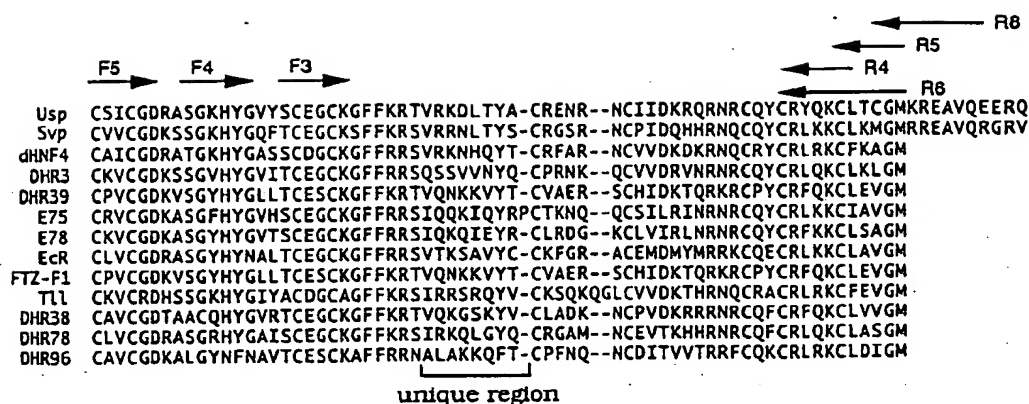 R8
R5
F5 F4 F3 R4
R6
Usp CSICGDRASGKHYGVYSCEGCKGFFKRTVRKDLTYA-CRENR--NCIIDKRQRNRCQYCRYQKCLTCGMKREAVQEERQ
Svp CVVCGDKSSGKHYGQFTCEGCKSFFKRSVRRNLTYS-CRGSR--NCPIDQHHRNQCQYCRLKKCLKMGMRREAVQRGRV
dHNF4 CAICGDRATGKHYGASSCDGCKGFFRRSVRKNHQYT-CRFAR--NCVVDKDKRNQCRYCRLRKCFKAGM
DHR3 CKVCGDKSSGVHYGVITCEGCKGFFRRSQSSVVNYQ-CPRNK--QCVVDRVNRNRCQYCRLQKCLKLGM
DHR39 CPVCGDKVSGYHYGLLTCESCKGFFKRTVQNKKVYT-CVAER--SCHIDKTQRKRCPYCRFQKCLEVGM
E75 CRVCGDKASGFHYGVHSCEGCKGFFRRSIQQKIQYRPCTKNQ--QCSILRINRNRCQYCRLKKCIAVGM
E78 CKVCGDKASGYHYGVTSCEGCKGFFRRSIQKQIEYR-CLRDG--KCLVIRLNRNRCQYCRFKKCLSAGM
EcR CLVCGDRASGYHYNALTCEGCKGFFRRSVTKSAVYC-CKFGR--ACEMDMYMRRKCQECRLKKCLAVGM
FTZ-F1 CPVCGDKVSGYHYGLLTCESCKGFFKRTVQNKKVYT-CVAER--SCHIDKTQRKRCPYCRFQKCLEVGM
Tll CKVCRDHSSGKHYGIYACDGCAGFFKRSIRRSRQYV-CKSQKQGLCVVDKTHRNQCRACRLRKCFEVGM
DHR38 CAVCGDTAACQHYGVRTCEGCKGFFKRTVQKGSKYV-CLADK--NCPVDKRRRNRCQFCRFQKCLVVGM
DHR78 CLVCGDRASGRHYGAISCEGCKGFFKRSIRKQLGYQ-CRGAM--NCEVTKHHRNRCQFCRLQKCLASGM
DHR96 CAVCGDKALGYNFNAVTCESCKAFFRRNALAKKQFT-CPFNQ--NCDITVVTRRFCQKCRLRKCLDIGM
unique region